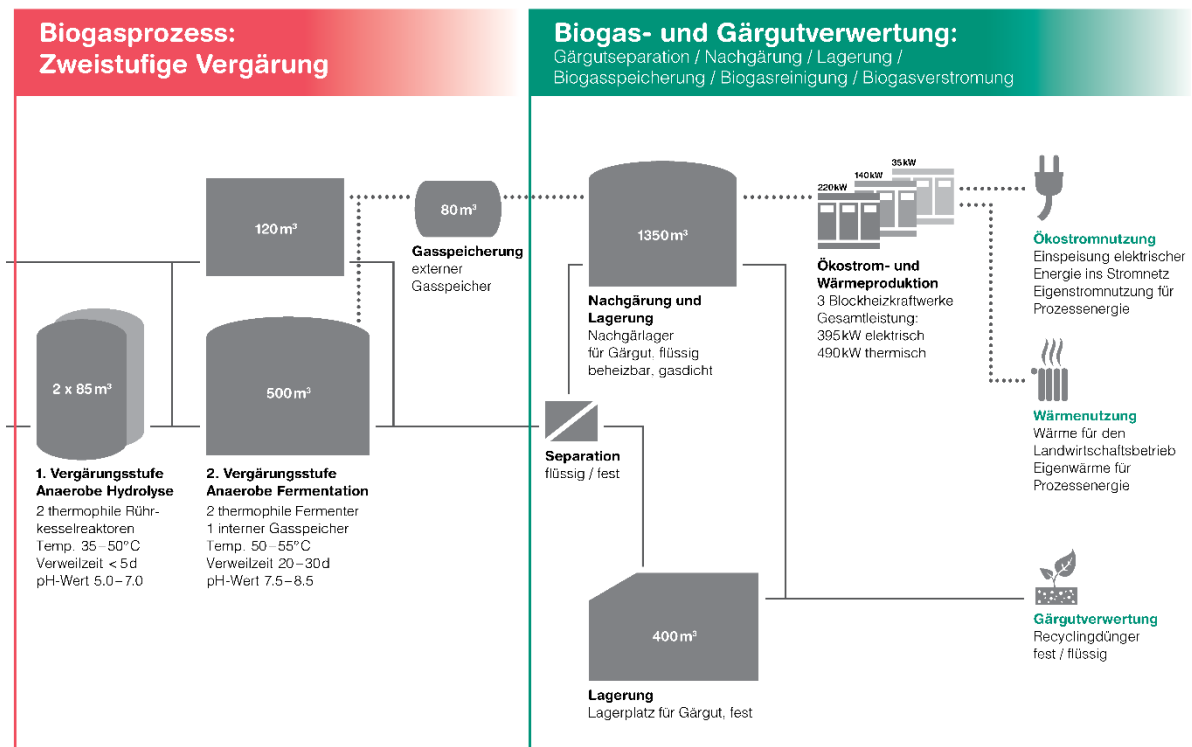 Biogasprozess:
Zweistufige Vergärung
Biogas- und Gärgutverwertung:
Gärgutseparation / Nachgärung / Lagerung /
Biogasspeicherung / Biogasreinigung / Biogasverstromung
120 m³
2 x 85 m³
500 m³
1. Vergärungsstufe
Anaerobe Hydrolyse
2 thermophile Rühr-
kesselreaktoren
Temp. 35–50°C
Verweilzeit < 5 d
pH-Wert 5.0–7.0
2. Vergärungsstufe
Anaerobe Fermentation
2 thermophile Fermenter
1 interner Gasspeicher
Temp. 50–55°C
Verweilzeit 20–30 d
pH-Wert 7.5–8.5
80 m³
Gasspeicherung
externer
Gasspeicher
1350 m³
Nachgärung und
Lagerung
Nachgärlager
für Gärgut, flüssig
beheizbar, gasdicht
Separation
flüssig / fest
400 m³
Lagerung
Lagerplatz für Gärgut, fest
220 kW
140 kW
35 kW
Ökostrom- und
Wärmeproduktion
3 Blockheizkraftwerke
Gesamtleistung:
395 kW elektrisch
490 kW thermisch
Ökostromnutzung
Einspeisung elektrischer
Energie ins Stromnetz
Eigenstromnutzung für
Prozessenergie
Wärmenutzung
Wärme für den
Landwirtschaftsbetrieb
Eigenwärme für
Prozessenergie
Gärgutverwertung
Recyclingdünger
fest / flüssig